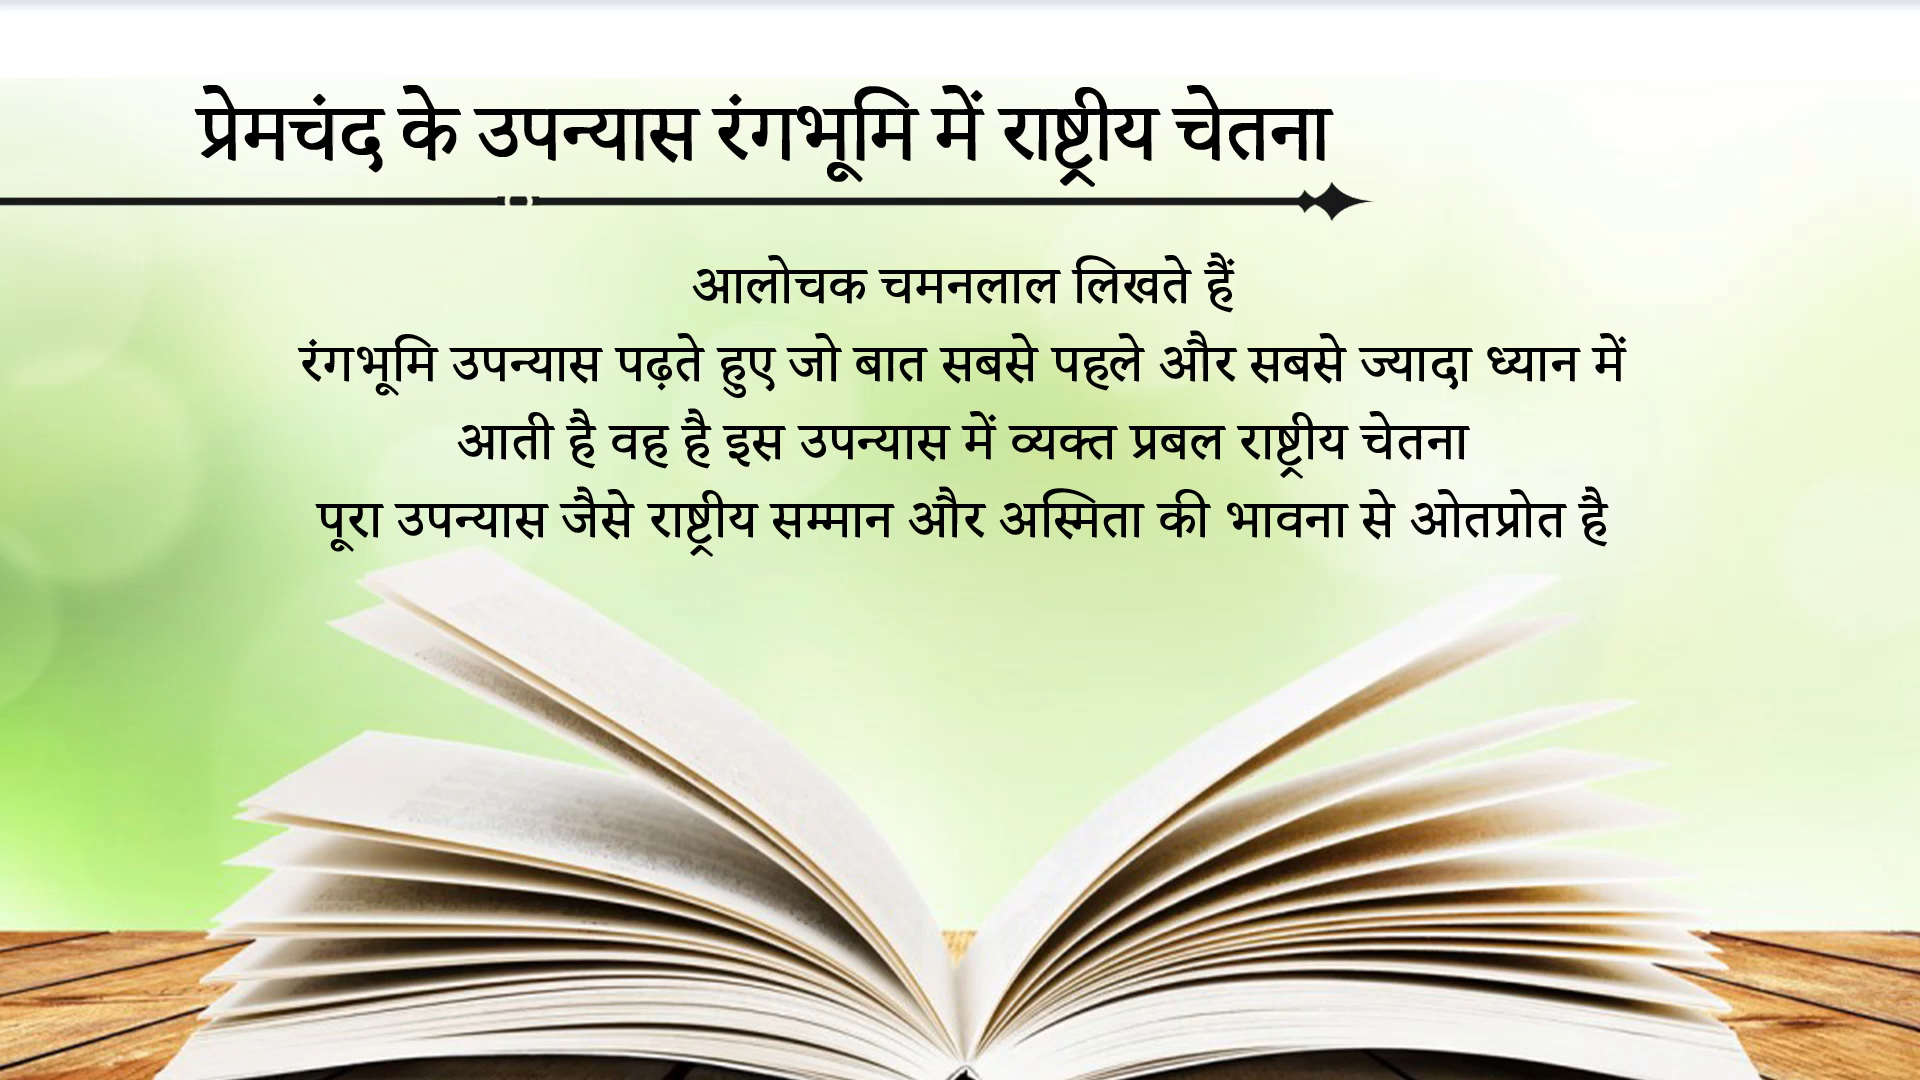 प्रेमचंद के उपन्यास रंगभूमि में राष्ट्रीय चेतना
आलोचक चमनलाल लिखते हैं
रंगभूमि उपन्यास पढ़ते हुए जो बात सबसे पहले और सबसे ज्यादा ध्यान में
आती है वह है इस उपन्यास में व्यक्त प्रबल राष्ट्रीय चेतना
पूरा उपन्यास जैसे राष्ट्रीय सम्मान और अस्मिता की भावना से ओतप्रोत है